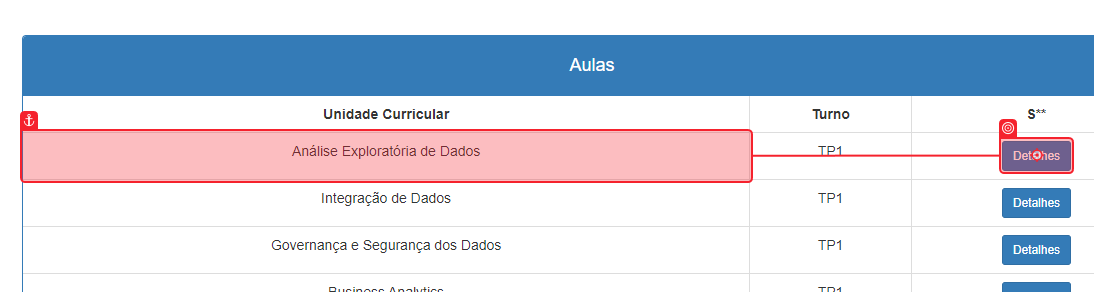 Aulas
Unidade Curricular Turno S**
Análise Exploratória de Dados TP1 Detalhes
Integração de Dados TP1 Detalhes
Governança e Segurança dos Dados TP1 Detalhes
Business Analytics TP1